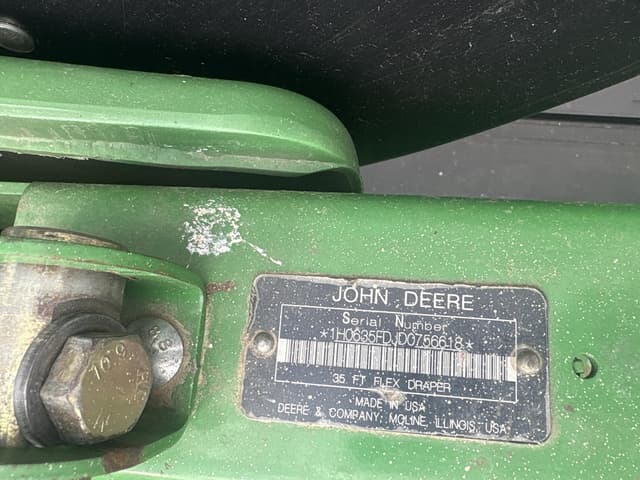 JOHN DEERE
Serial Number
*1H0635FDJD0756618*
35 FT FLEX DRAPER
MADE IN USA
DEERE & COMPANY, MOLINE, ILLINOIS, USA